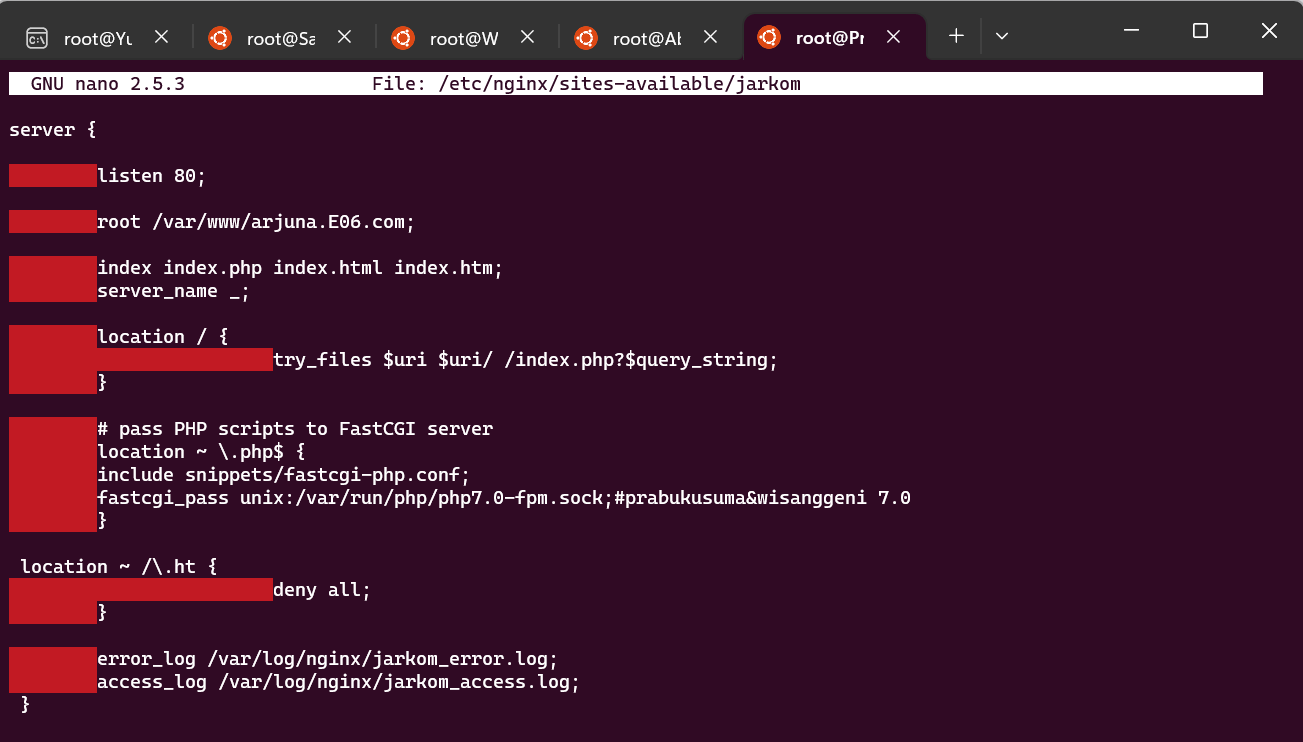 root@Yu
root@Sa
root@W
root@Al
root@Pr
GNU nano 2.5.3 File: /etc/nginx/sites-available/jarkom
server {
listen 80;
root /var/www/arjuna.E06.com;
index index.php index.html index.htm;
server_name _;
location / {
try_files $uri $uri/ /index.php?$query_string;
}
# pass PHP scripts to FastCGI server
location ~ \.php$ {
include snippets/fastcgi-php.conf;
fastcgi_pass unix:/var/run/php/php7.0-fpm.sock;#prabukusuma&wisanggeni 7.0
}
location ~ /\.ht {
deny all;
}
error_log /var/log/nginx/jarkom_error.log;
access_log /var/log/nginx/jarkom_access.log;
}